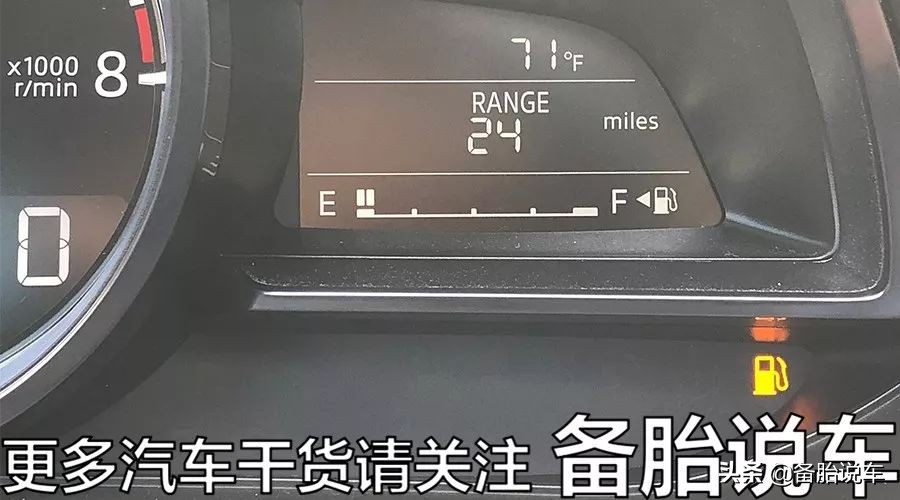 71°F
x1000
r/min
8
RANGE
24
miles
E
F
0
更多汽车干货请关注 备胎说车
头条 @备胎说车